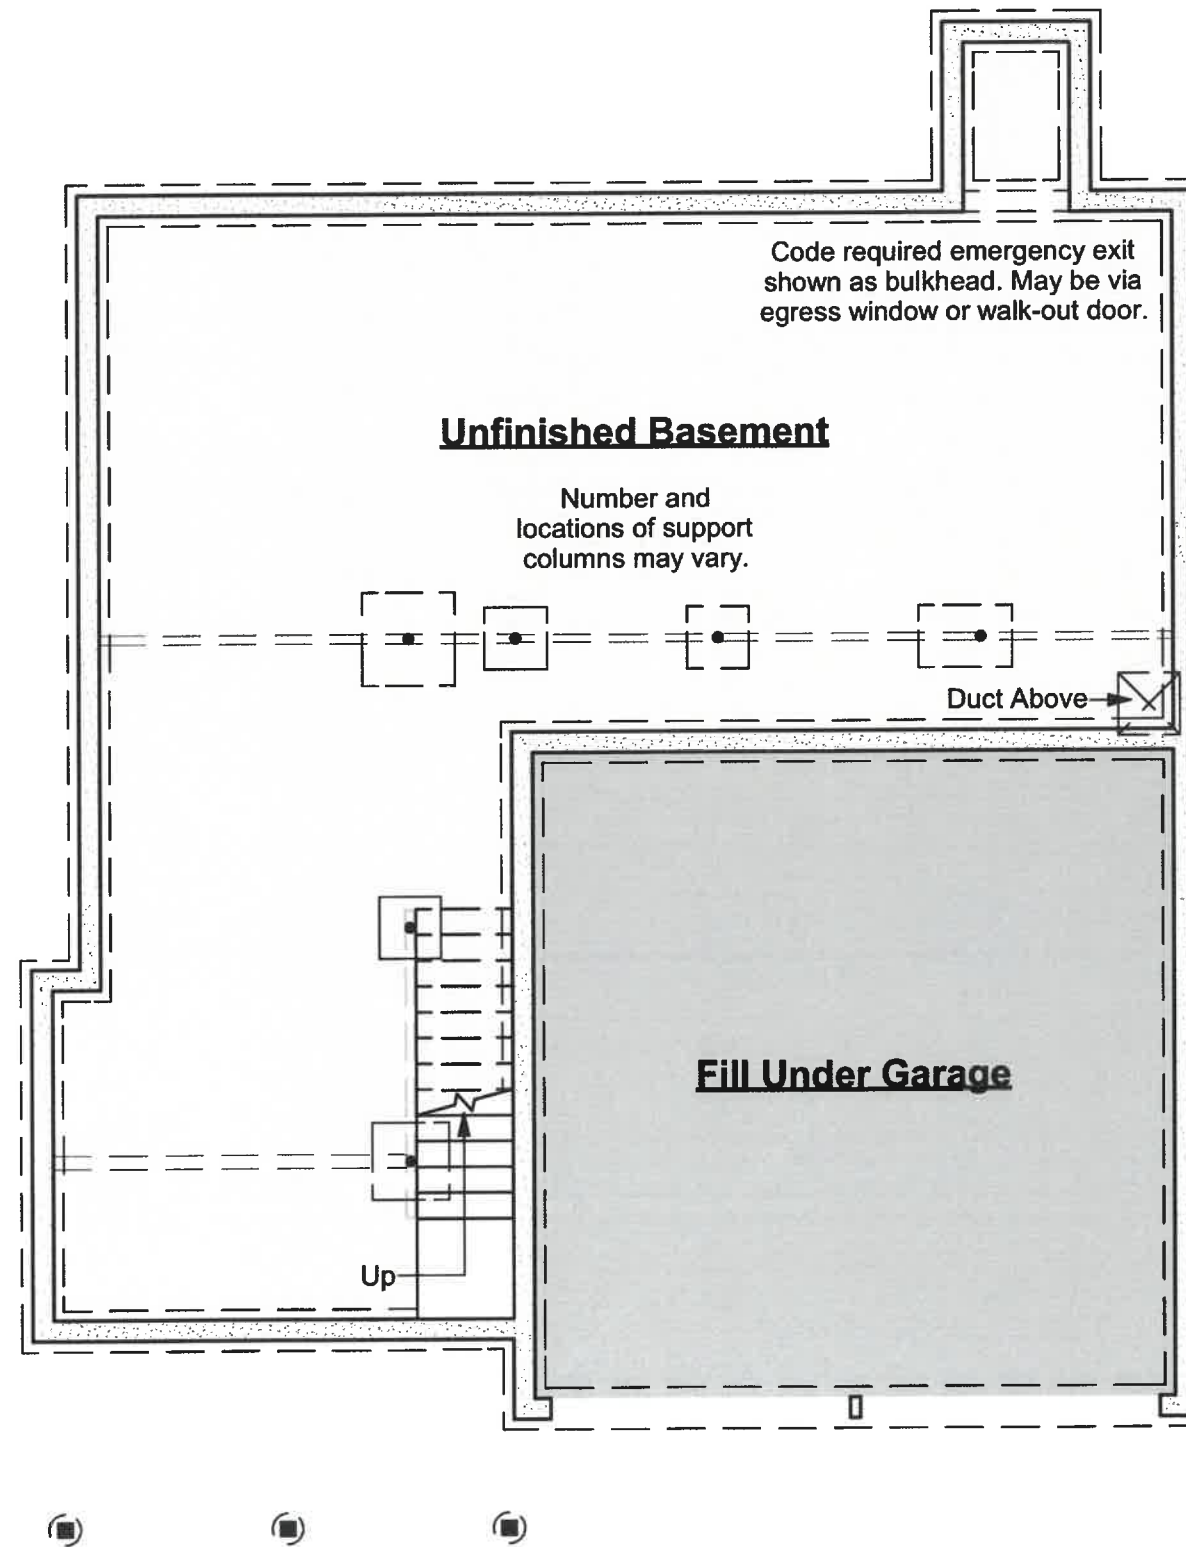 Code required emergency exit
shown as bulkhead. May be via
egress window or walk-out door.
Unfinished Basement
Number and
locations of support
columns may vary.
Duct Above
Fill Under Garage
Up